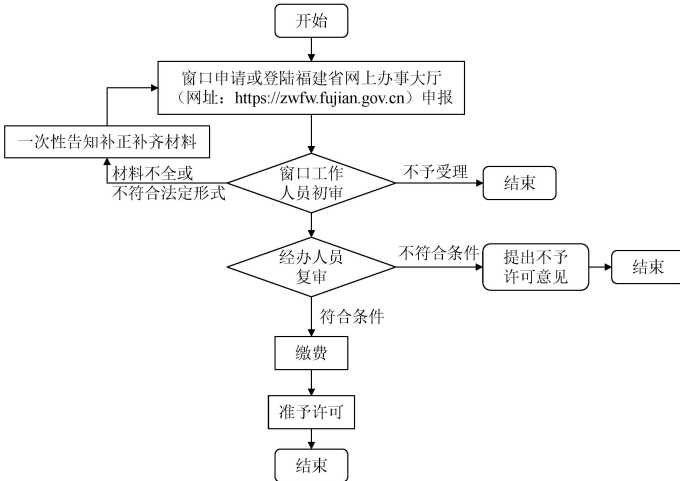 开始
窗口申请或登陆福建省网上办事大厅
（网址：https://zwfw.fujian.gov.cn）申报
一次性告知补正补齐材料
材料不全或
不符合法定形式
窗口工作
人员初审
不予受理
结束
经办人员
复审
不符合条件
提出不予
许可意见
结束
符合条件
缴费
准予许可
结束